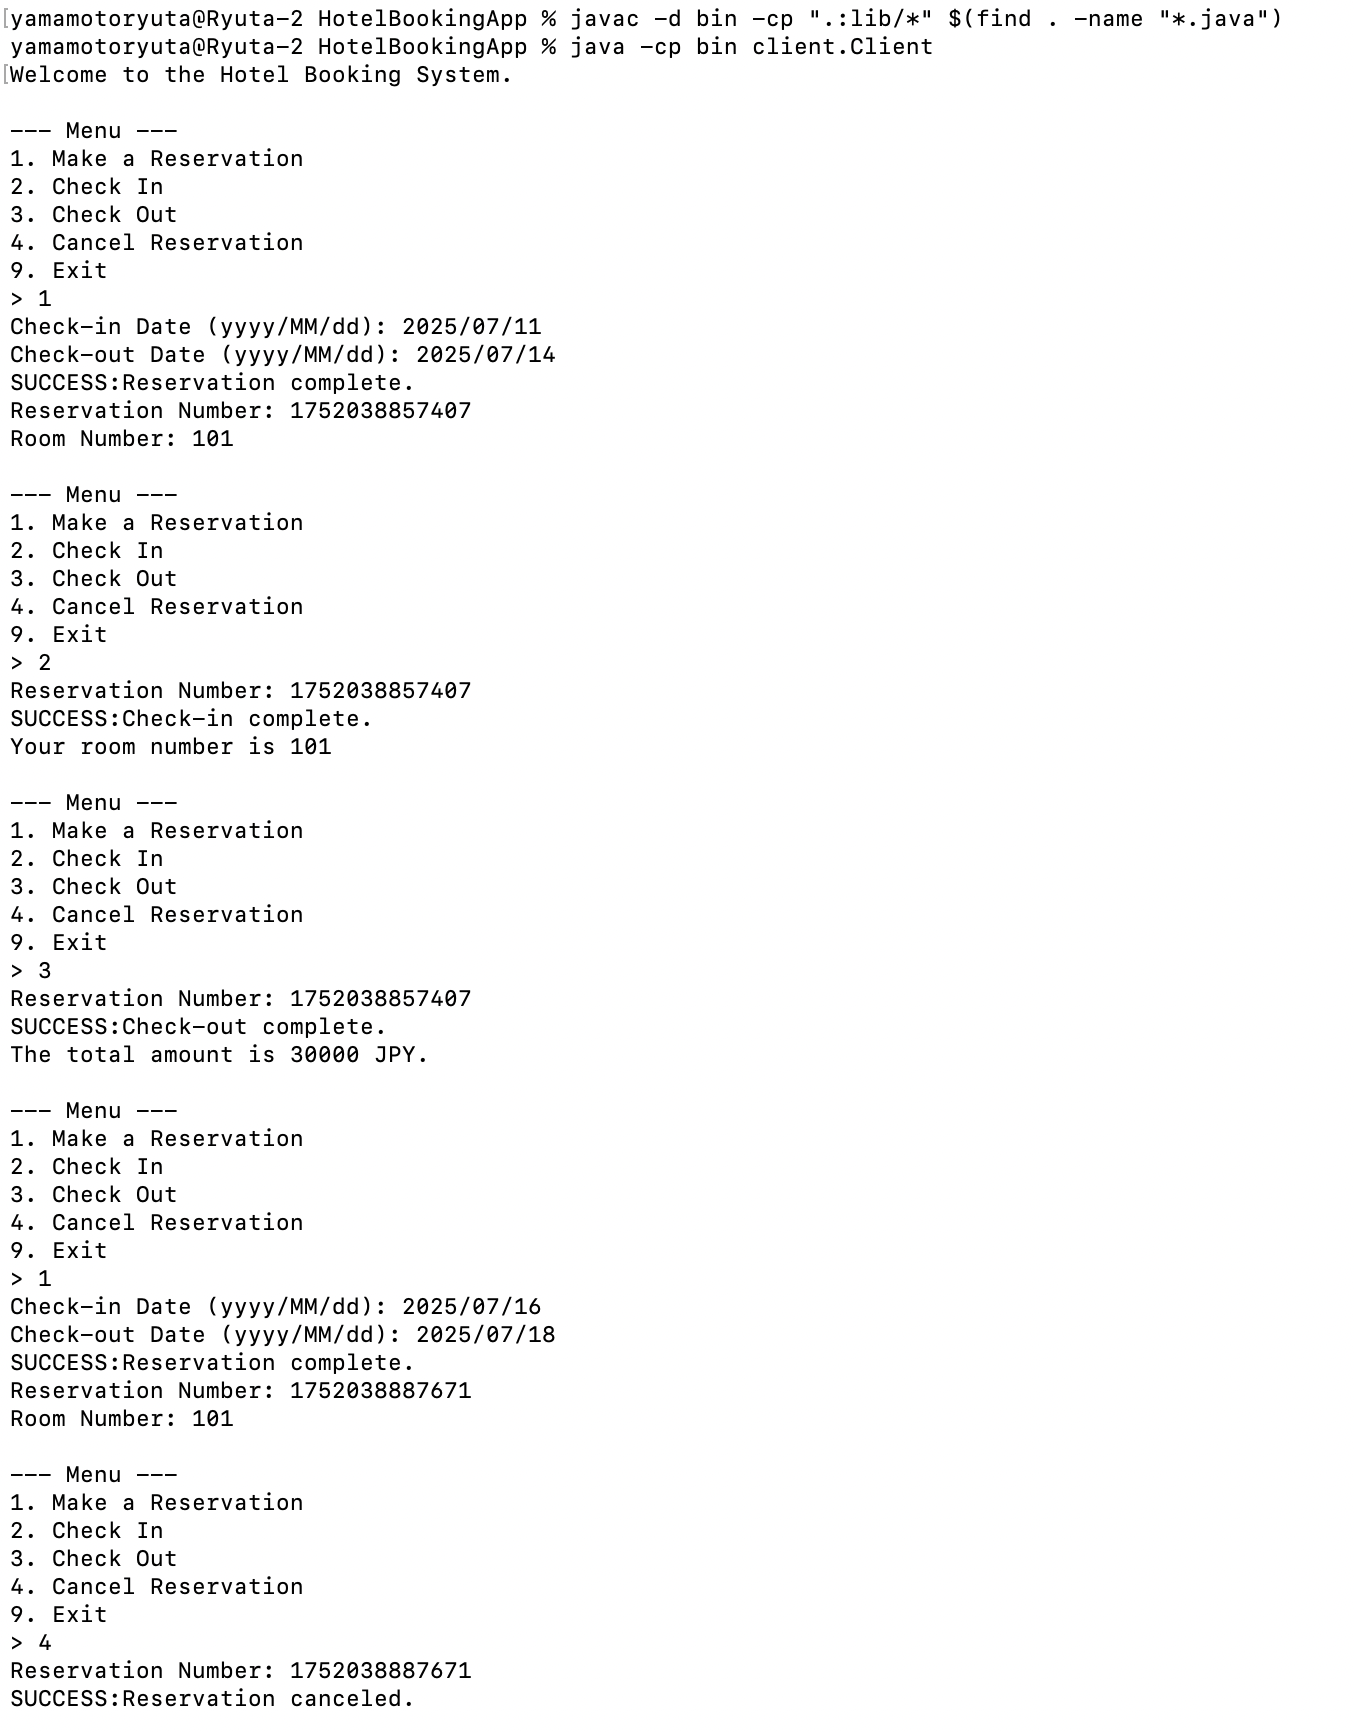 [yamamotoryuta@Ryuta-2 HotelBookingApp % javac -d bin -cp ".:lib/*" $(find . -name "*.java")
yamamotoryuta@Ryuta-2 HotelBookingApp % java -cp bin client.Client
[Welcome to the Hotel Booking System.
--- Menu ---
1. Make a Reservation
2. Check In
3. Check Out
4. Cancel Reservation
9. Exit
> 1
Check-in Date (yyyy/MM/dd): 2025/07/11
Check-out Date (yyyy/MM/dd): 2025/07/14
SUCCESS:Reservation complete.
Reservation Number: 1752038857407
Room Number: 101
--- Menu ---
1. Make a Reservation
2. Check In
3. Check Out
4. Cancel Reservation
9. Exit
> 2
Reservation Number: 1752038857407
SUCCESS:Check-in complete.
Your room number is 101
--- Menu ---
1. Make a Reservation
2. Check In
3. Check Out
4. Cancel Reservation
9. Exit
> 3
Reservation Number: 1752038857407
SUCCESS:Check-out complete.
The total amount is 30000 JPY.
--- Menu ---
1. Make a Reservation
2. Check In
3. Check Out
4. Cancel Reservation
9. Exit
> 1
Check-in Date (yyyy/MM/dd): 2025/07/16
Check-out Date (yyyy/MM/dd): 2025/07/18
SUCCESS:Reservation complete.
Reservation Number: 1752038887671
Room Number: 101
--- Menu ---
1. Make a Reservation
2. Check In
3. Check Out
4. Cancel Reservation
9. Exit
> 4
Reservation Number: 1752038887671
SUCCESS:Reservation canceled.